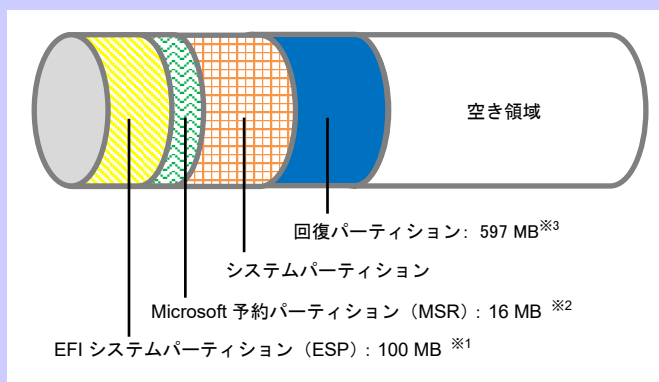 空き領域
回復パーティション: 597 MB※3
システムパーティション
Microsoft 予約パーティション（MSR）: 16 MB ※2
EFI システムパーティション（ESP）: 100 MB ※1